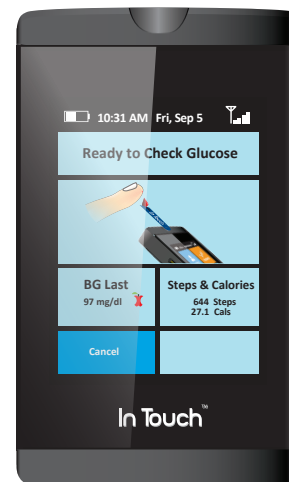 10:31 AM Fri, Sep 5
Ready to Check Glucose
BG Last
97 mg/dl
Steps & Calories
644 Steps
27.1 Cals
Cancel
In Touch™